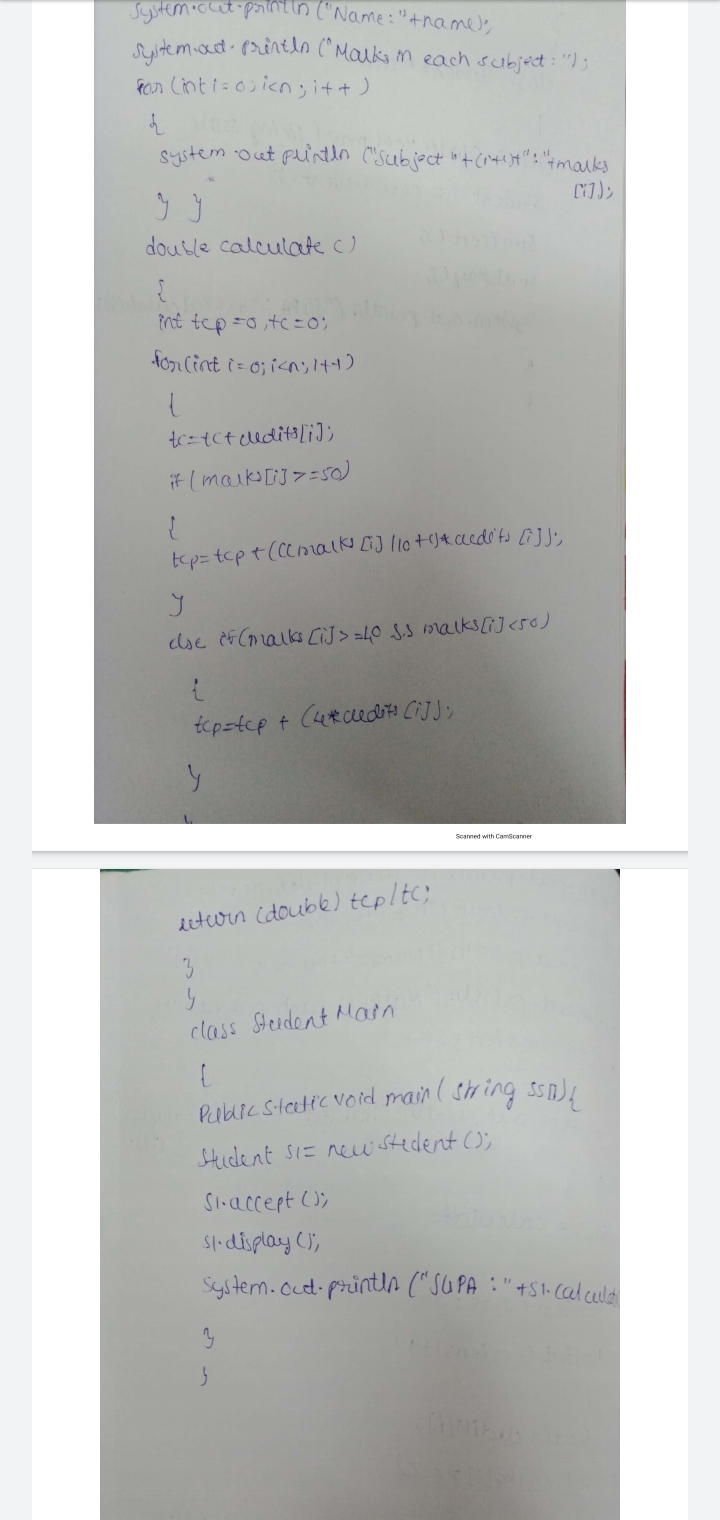 system.out.println ("Name:"+name);
system.out.println ("Marks in each subject:");
for (int i=0; i<n; i++)
{
system.out println ("subject "+(i+1)+":"+marks
[i]);
} }
double calculate ()
{
int tcp=0, tc=0;
for(int i=0; i<n; i++)
{
tc=tc+credits[i];
if (marks[i]>=50)
{
tcp=tcp+(((marks[i]/10+1)*credits[i]);
}
else if(marks[i]>=40 && marks[i]<50)
{
tcp=tcp + (4*credits[i]);
}
}
Scanned with CamScanner
return (double) tcp/tc;
}
}
class Student Main
{
Public static void main( string ss[]){
Student s1= new Student ();
s1.accept ();
s1.display();
System.out.println ("SGPA :"+s1.calculat
}
}